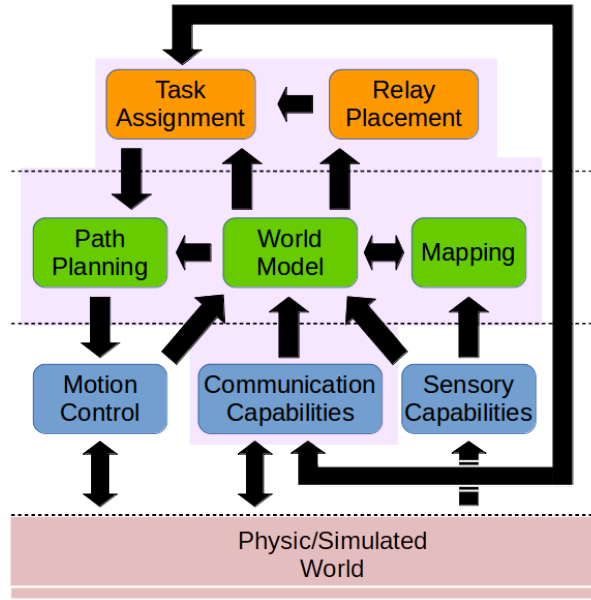 Task
Assignment
Relay
Placement
Path
Planning
World
Model
Mapping
Motion
Control
Communication
Capabilities
Sensory
Capabilities
Physic/Simulated
World